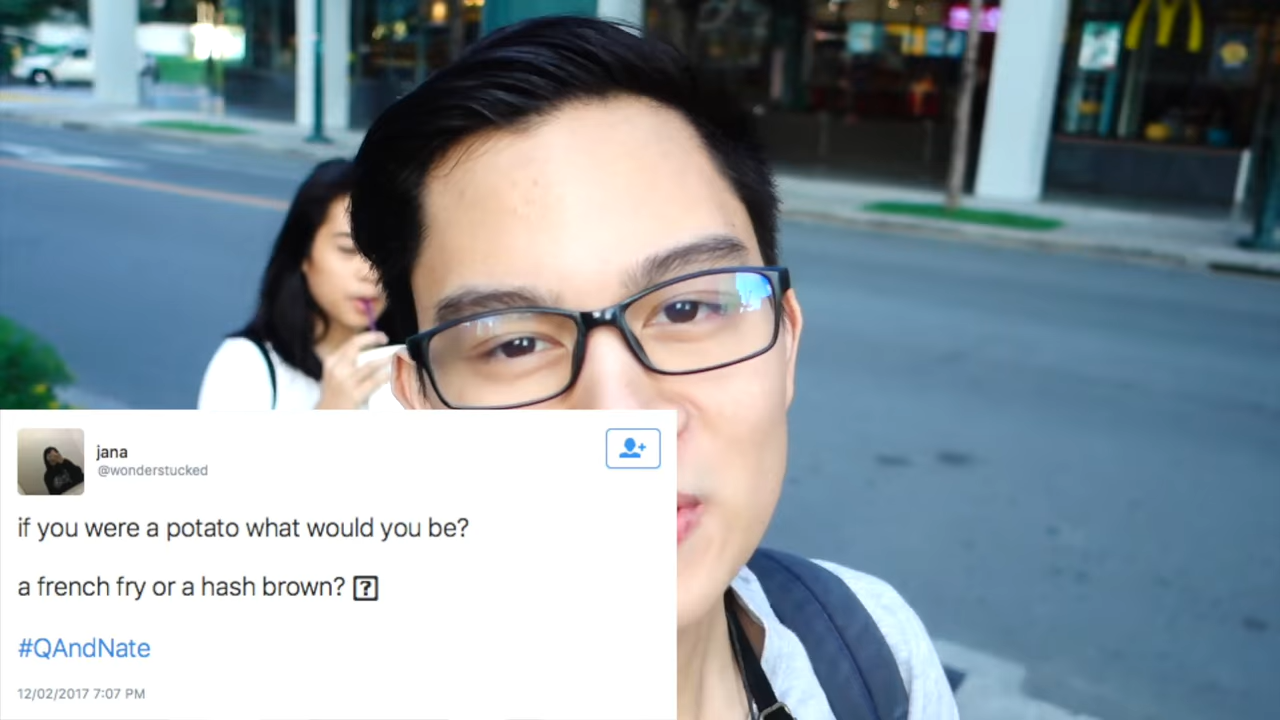 jana
@wonderstucked
if you were a potato what would you be?
a french fry or a hash brown? ?
#QAndNate
12/02/2017 7:07 PM